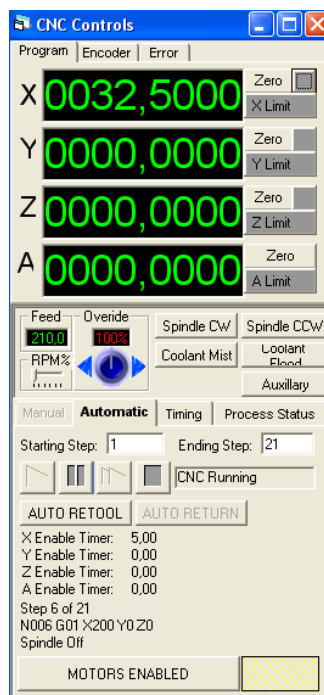 CNC Controls
Program Encoder Error
X 0032,5000 Zero
X Limit
Y 0000,0000 Zero
Y Limit
Z 0000,0000 Zero
Z Limit
A 0000,0000 Zero
A Limit
Feed Overide Spindle CW Spindle CCW
210,0 100%
RPM% Coolant Mist Coolant Flood
Auxillary
Manual Automatic Timing Process Status
Starting Step: 1 Ending Step: 21
CNC Running
AUTO RETOOL AUTO RETURN
X Enable Timer: 5,00
Y Enable Timer: 0,00
Z Enable Timer: 0,00
A Enable Timer: 0,00
Step 6 of 21
N006 G01 X200 Y0 Z0
Spindle Off
MOTORS ENABLED